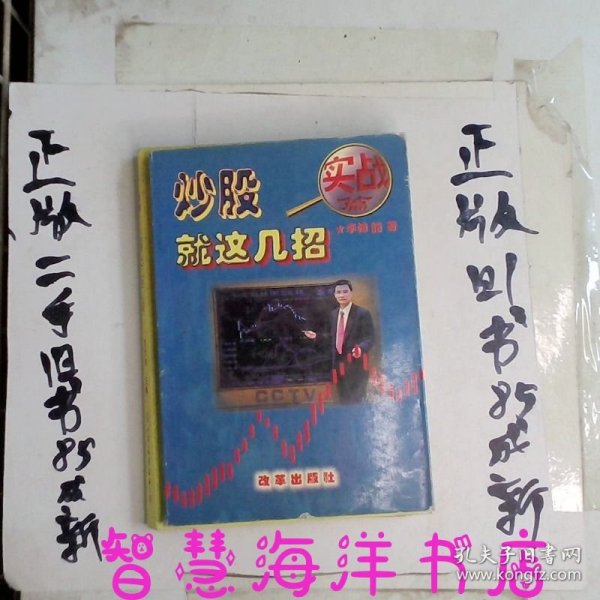 正版二手旧书85成新
炒股
就这几招
实战
CCTV
改革出版社
正版旧书85成新
智慧海洋书店
孔夫子旧书网
www.kongfz.com